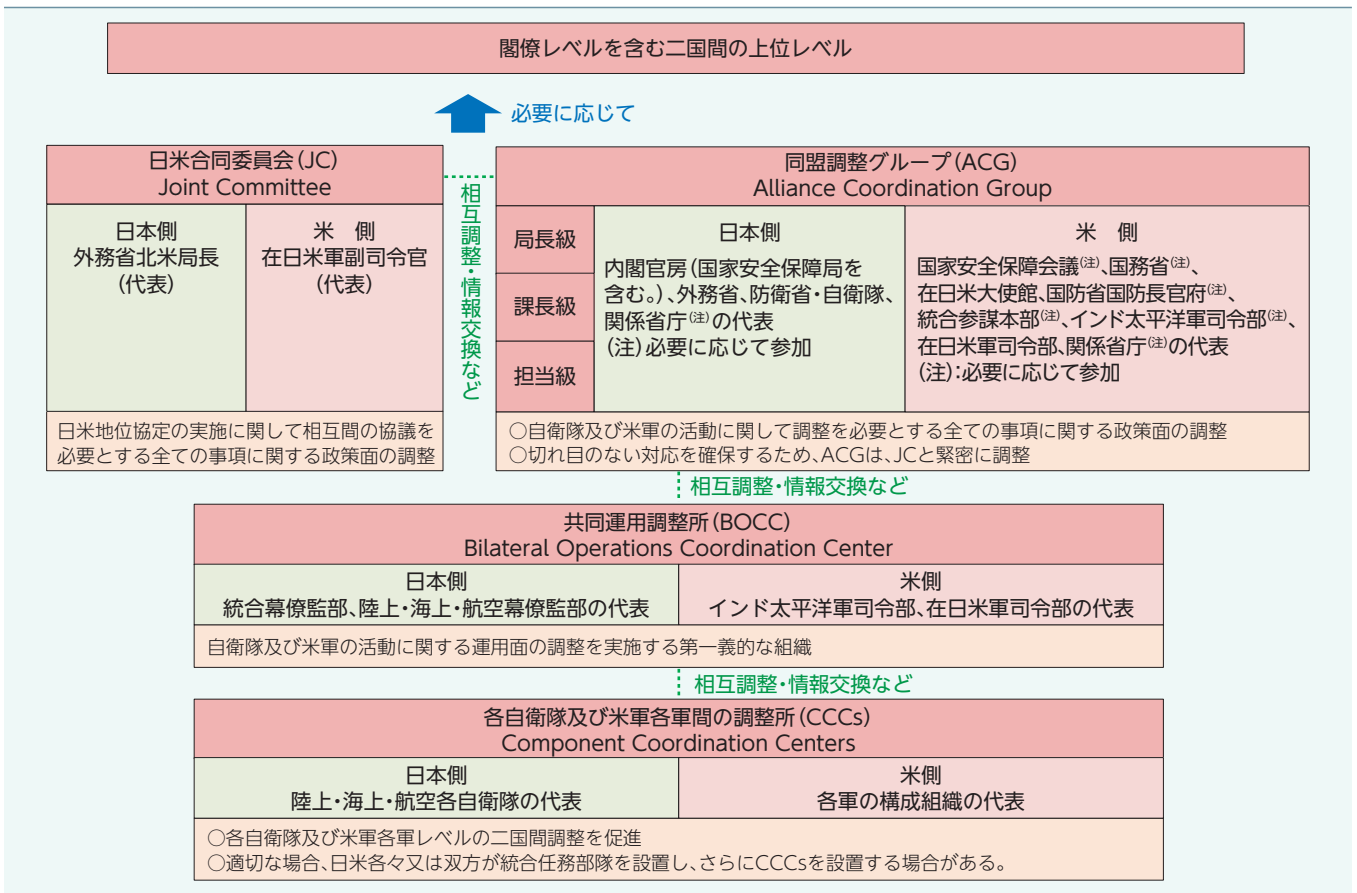 閣僚レベルを含む二国間の上位レベル
必要に応じて
日米合同委員会(JC)
Joint Committee
日本側
外務省北米局長
(代表)
米 側
在日米軍副司令官
(代表)
日米地位協定の実施に関して相互間の協議を
必要とする全ての事項に関する政策面の調整
相互調整・情報交換など
同盟調整グループ(ACG)
Alliance Coordination Group
局長級
課長級
担当級
日本側
内閣官房(国家安全保障局を
含む。)、外務省、防衛省・自衛隊、
関係省庁(注)の代表
(注)必要に応じて参加
米 側
国家安全保障会議(注)、国務省(注)、
在日米大使館、国防省国防長官府(注)、
統合参謀本部(注)、インド太平洋軍司令部(注)、
在日米軍司令部、関係省庁(注)の代表
(注):必要に応じて参加
○自衛隊及び米軍の活動に関して調整を必要とする全ての事項に関する政策面の調整
○切れ目のない対応を確保するため、ACGは、JCと緊密に調整
相互調整・情報交換など
共同運用調整所(BOCC)
Bilateral Operations Coordination Center
日本側
統合幕僚監部、陸上・海上・航空幕僚監部の代表
米側
インド太平洋軍司令部、在日米軍司令部の代表
自衛隊及び米軍の活動に関する運用面の調整を実施する第一義的な組織
相互調整・情報交換など
各自衛隊及び米軍各軍間の調整所(CCCs)
Component Coordination Centers
日本側
陸上・海上・航空各自衛隊の代表
米側
各軍の構成組織の代表
○各自衛隊及び米軍各軍レベルの二国間調整を促進
○適切な場合、日米各々又は双方が統合任務部隊を設置し、さらにCCCsを設置する場合がある。